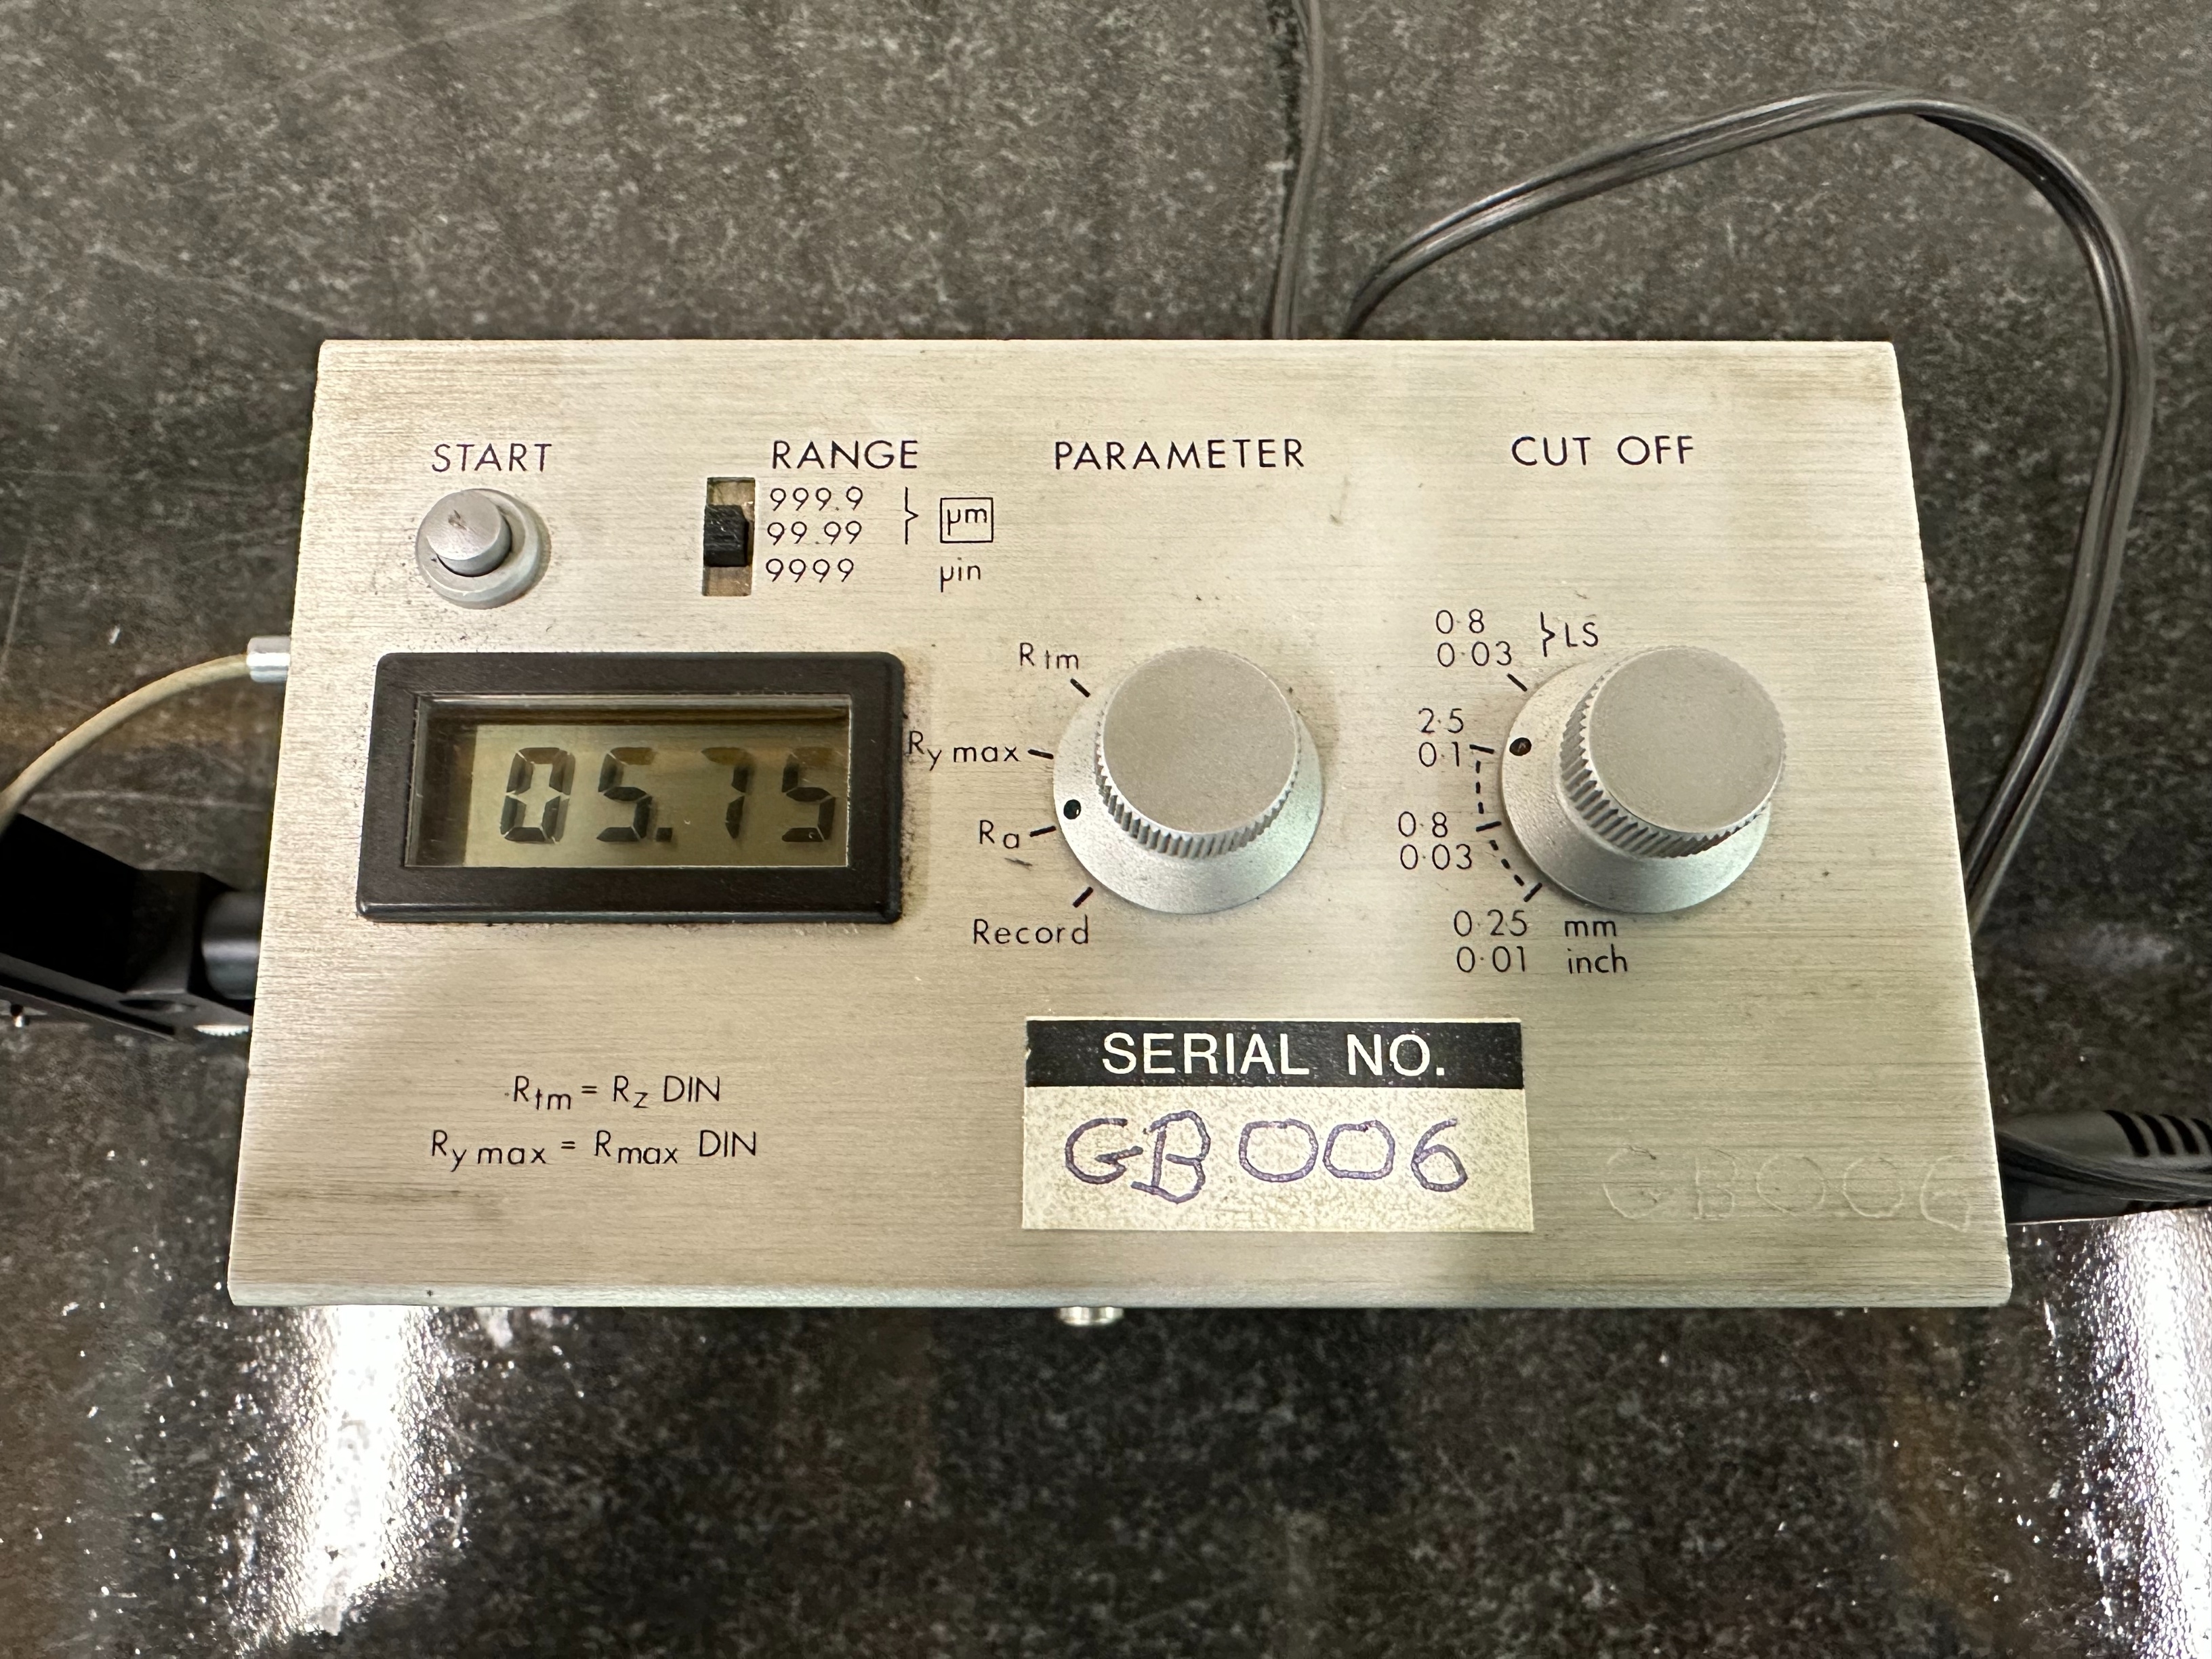 START
RANGE
PARAMETER
CUT OFF
999.9
99.99
9999
µm
µin
0·8
0·03
LS
Rtm
Ry max
Ra
Record
2·5
0·1
0·8
0·03
0·25 mm
0·01 inch
05.75
Rtm = Rz DIN
Ry max = Rmax DIN
SERIAL NO.
GB006
GB006